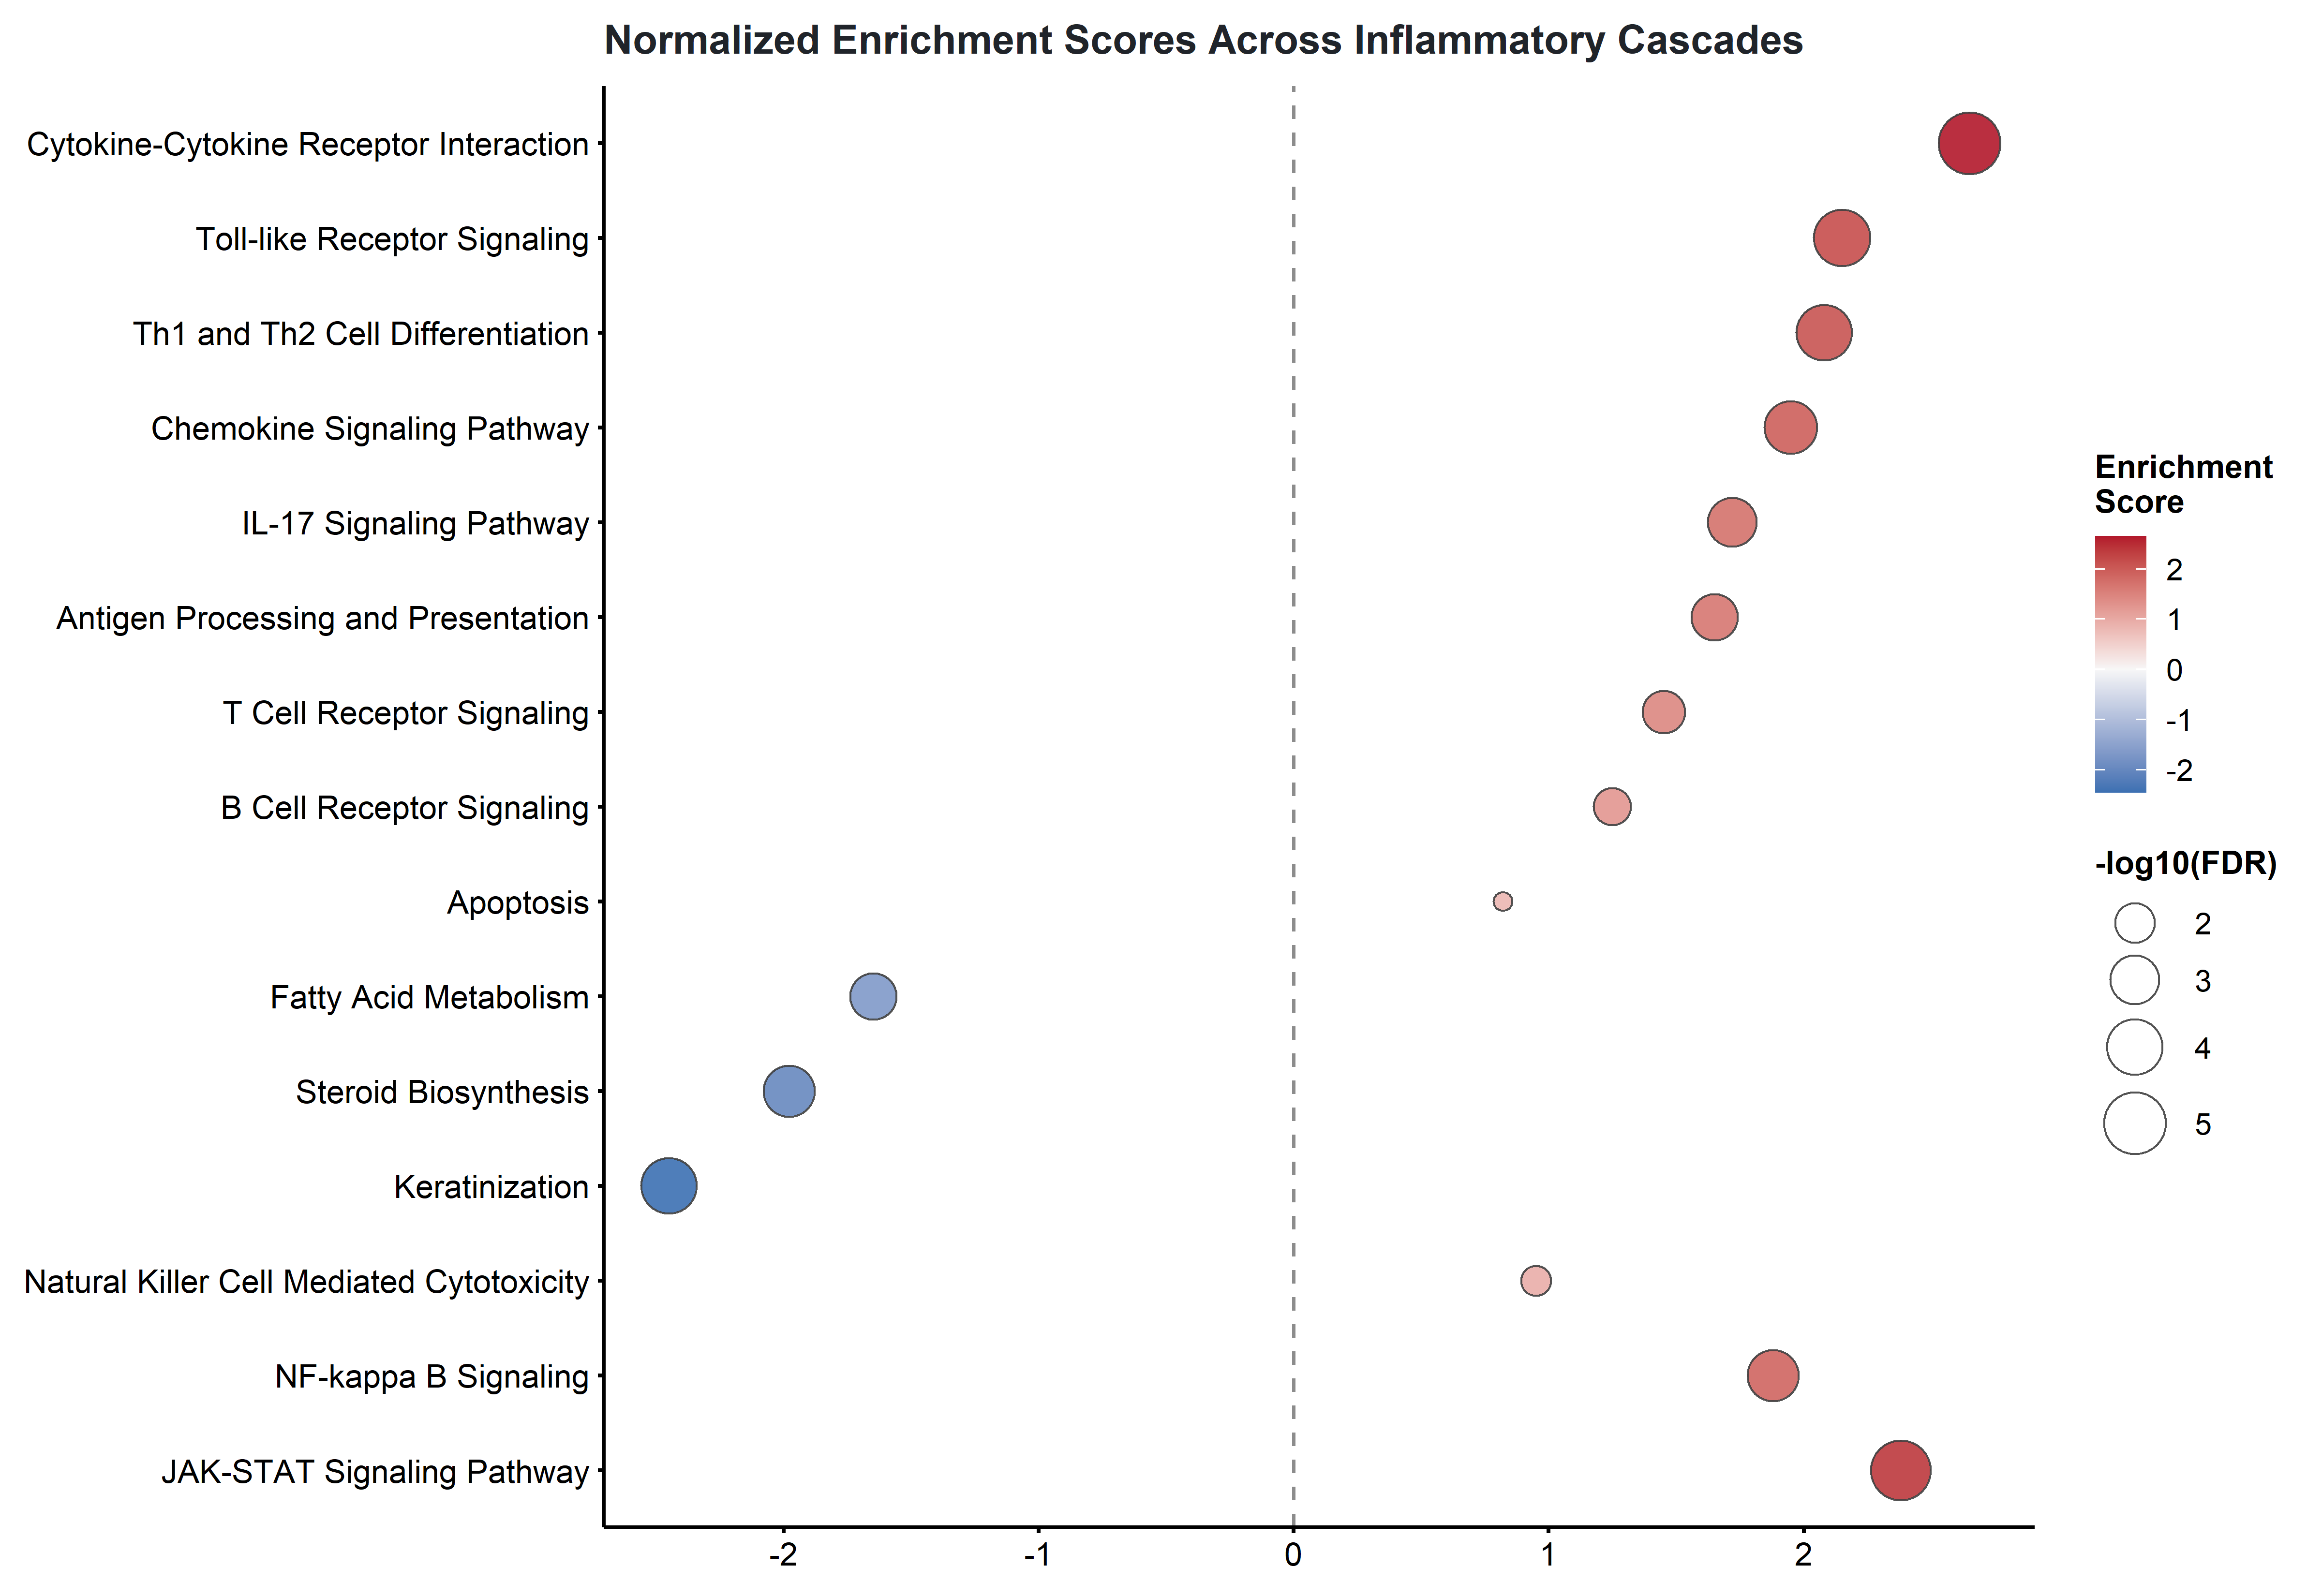 Normalized Enrichment Scores Across Inflammatory Cascades
Cytokine-Cytokine Receptor Interaction
Toll-like Receptor Signaling
Th1 and Th2 Cell Differentiation
Chemokine Signaling Pathway
IL-17 Signaling Pathway
Antigen Processing and Presentation
T Cell Receptor Signaling
B Cell Receptor Signaling
Apoptosis
Fatty Acid Metabolism
Steroid Biosynthesis
Keratinization
Natural Killer Cell Mediated Cytotoxicity
NF-kappa B Signaling
JAK-STAT Signaling Pathway
-2 -1 0 1 2
Enrichment
Score
2
1
0
-1
-2
-log10(FDR)
2
3
4
5